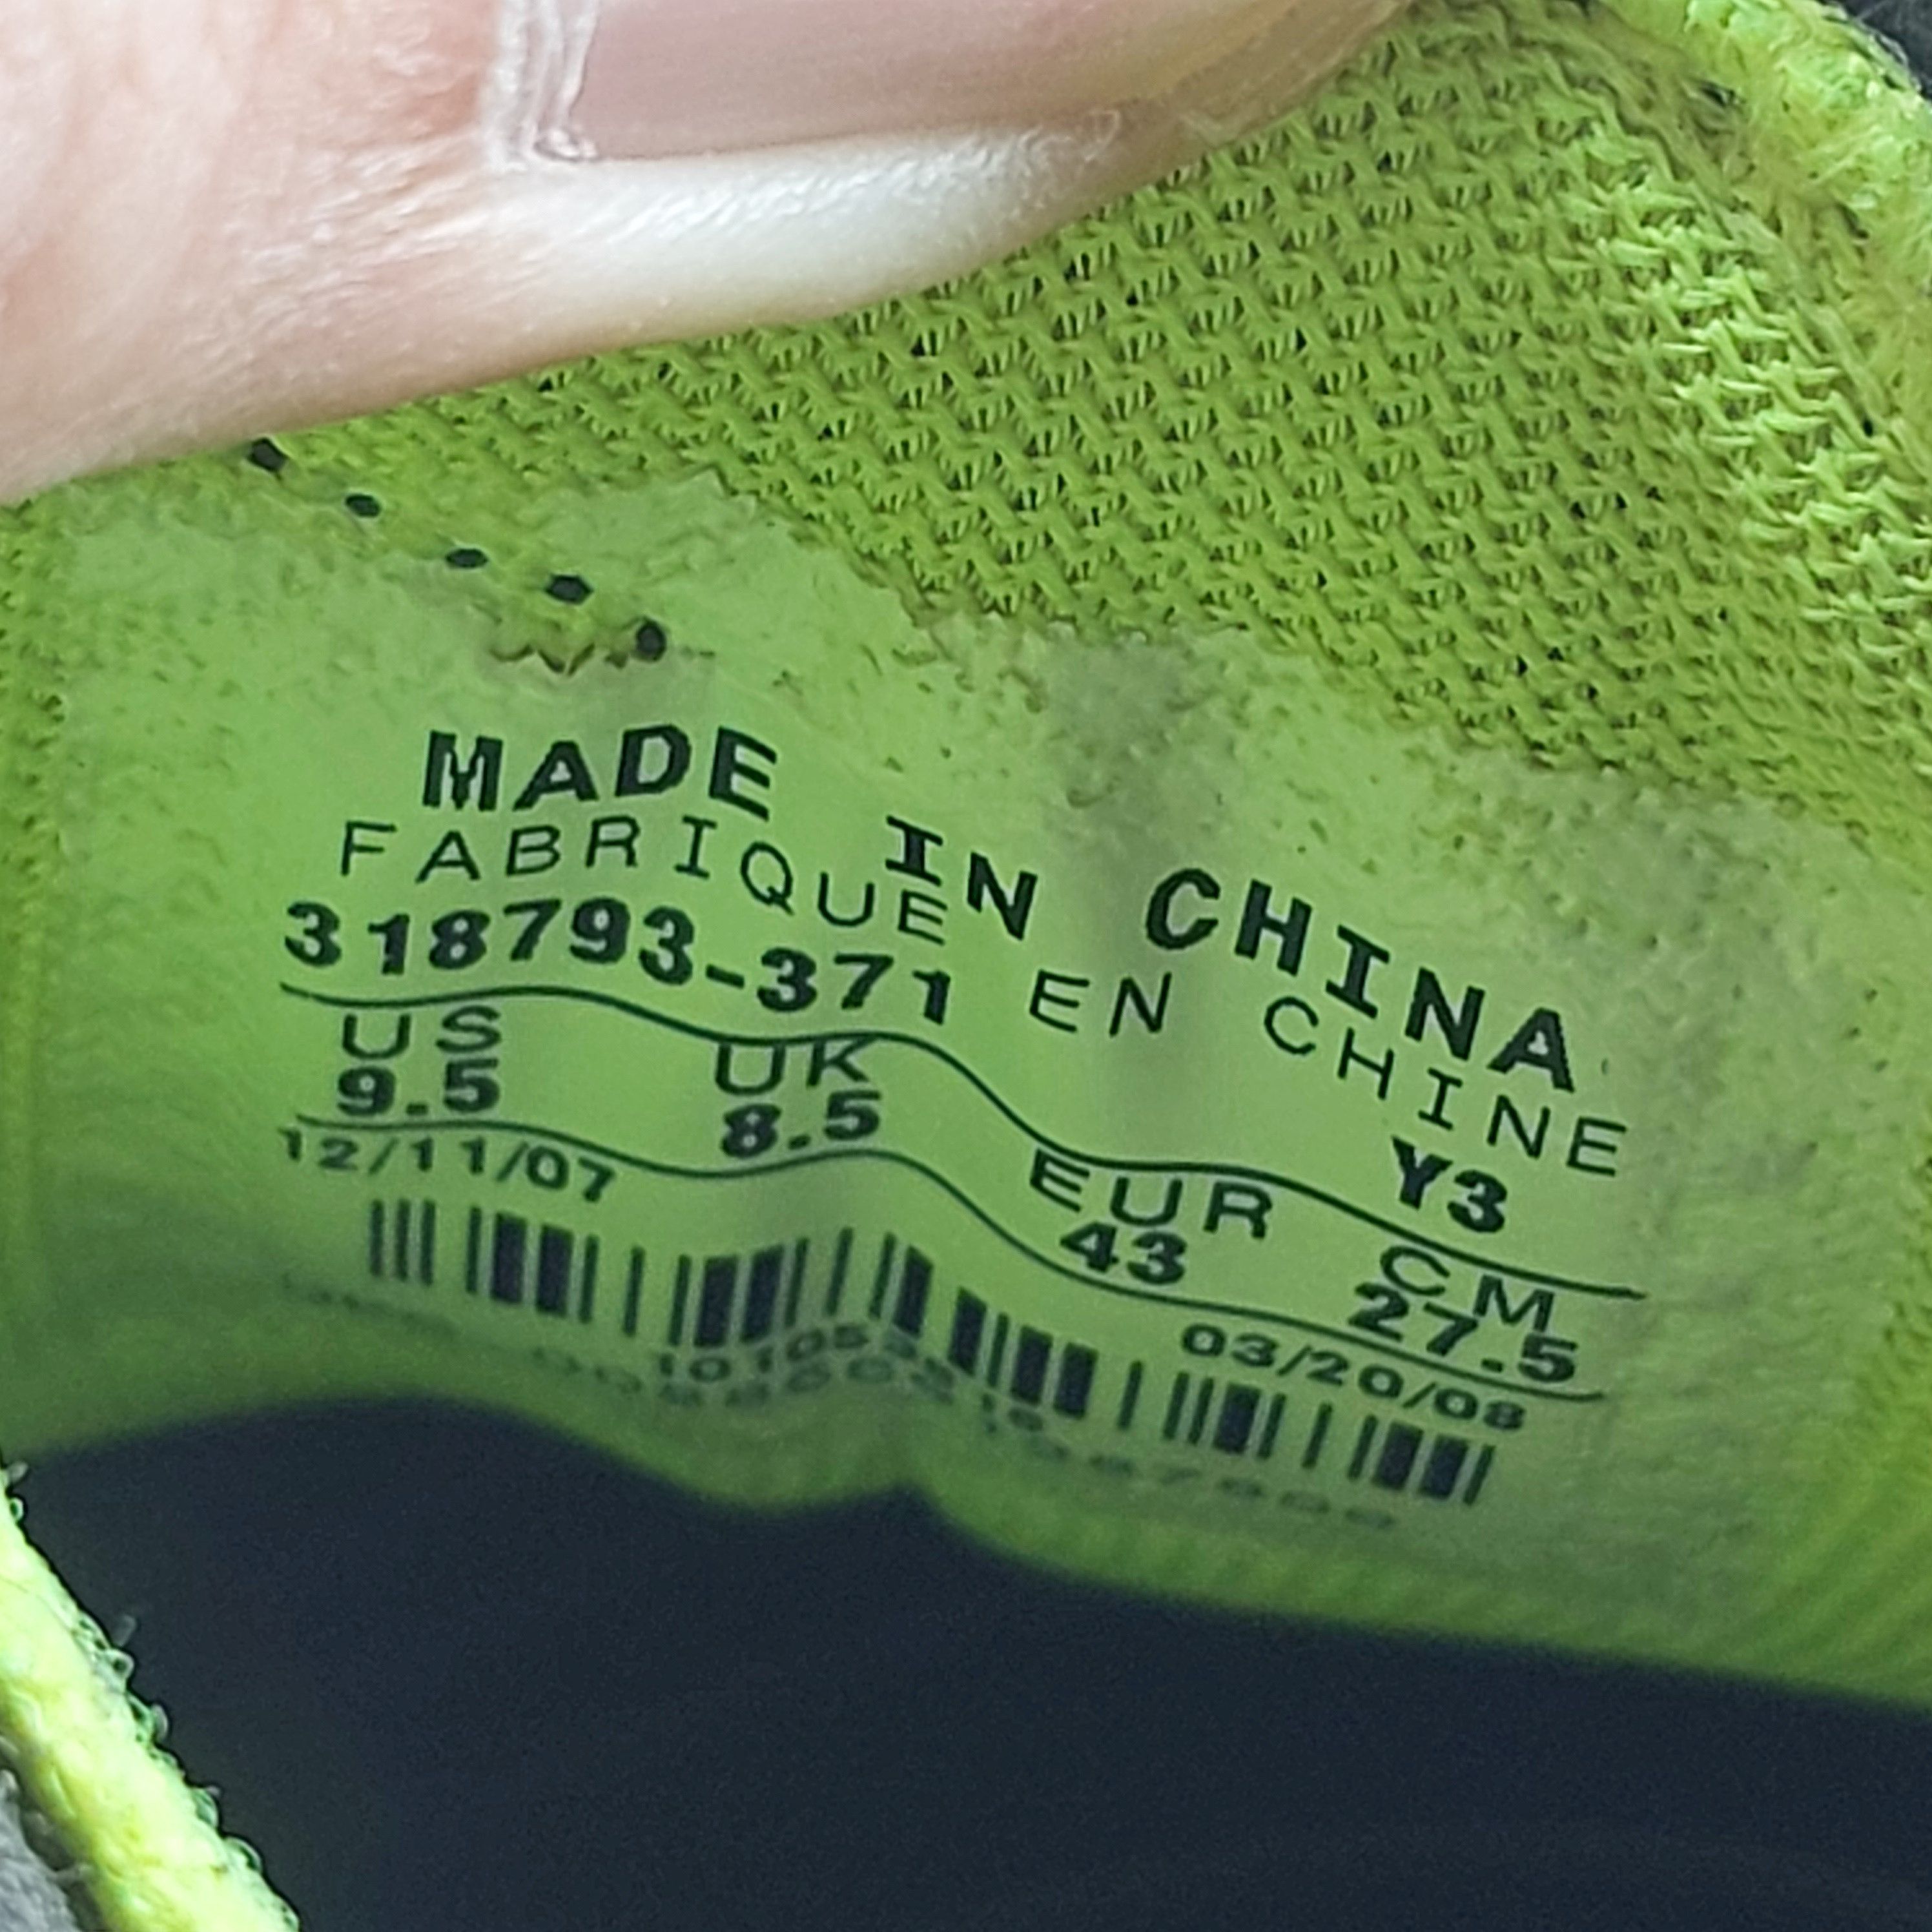 MADE IN CHINA
FABRIQUE EN CHINE
318793-371 Y3
US UK EUR CM
9.5 8.5 43 27.5
12/11/07 03/20/08